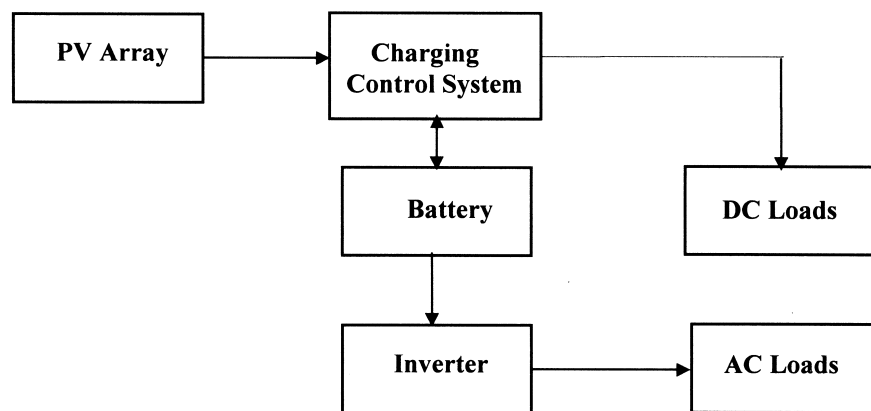 PV Array
Charging
Control System
Battery
DC Loads
Inverter
AC Loads